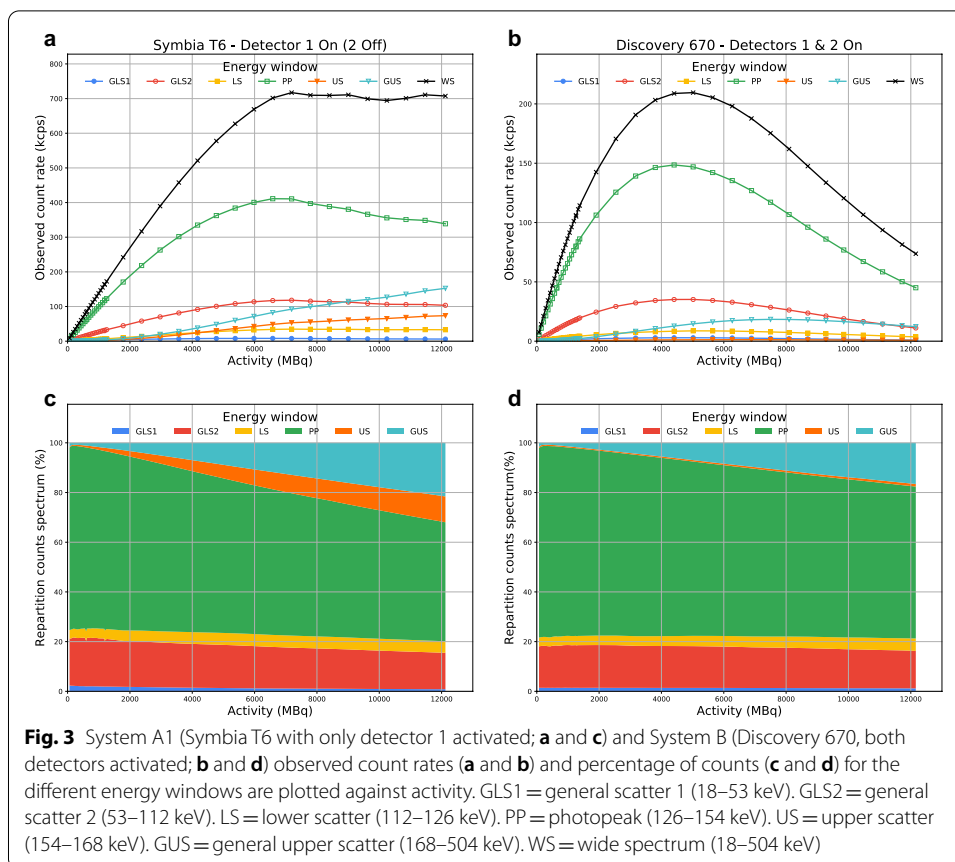 a
Symbia T6 - Detector 1 On (2 Off)
Energy window
GLS1 GLS2 LS PP US GUS WS
800
700
600
500
400
300
200
100
0
Observed count rate (kcps)
0 2000 4000 6000 8000 10000 12000
Activity (MBq)
b
Discovery 670 - Detectors 1 & 2 On
Energy window
GLS1 GLS2 LS PP US GUS WS
200
150
100
50
0
Observed count rate (kcps)
0 2000 4000 6000 8000 10000 12000
Activity (MBq)
c
Energy window
GLS1 GLS2 LS PP US GUS
100
80
60
40
20
0
Repartition counts spectrum (%)
0 2000 4000 6000 8000 10000 12000
Activity (MBq)
d
Energy window
GLS1 GLS2 LS PP US GUS
100
80
60
40
20
0
Repartition counts spectrum(%)
0 2000 4000 6000 8000 10000 12000
Activity (MBq)
Fig. 3 System A1 (Symbia T6 with only detector 1 activated; a and c) and System B (Discovery 670, both
detectors activated; b and d) observed count rates (a and b) and percentage of counts (c and d) for the
different energy windows are plotted against activity. GLS1 = general scatter 1 (18–53 keV). GLS2 = general
scatter 2 (53–112 keV). LS = lower scatter (112–126 keV). PP = photopeak (126–154 keV). US = upper scatter
(154–168 keV). GUS = general upper scatter (168–504 keV). WS = wide spectrum (18–504 keV)